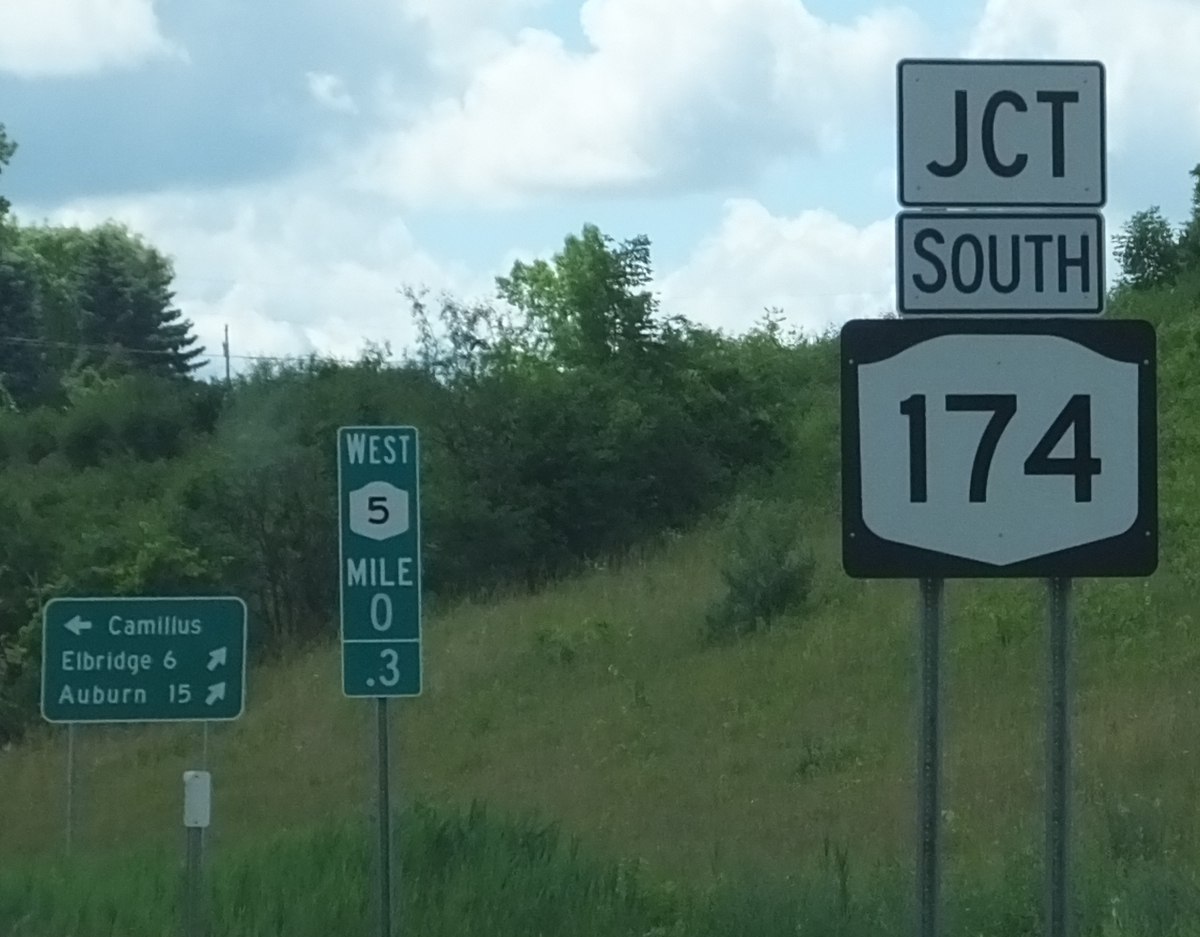 ← Camillus
Elbridge 6 ↗
Auburn 15 ↗
WEST
5
MILE
0
.3
JCT
SOUTH
174